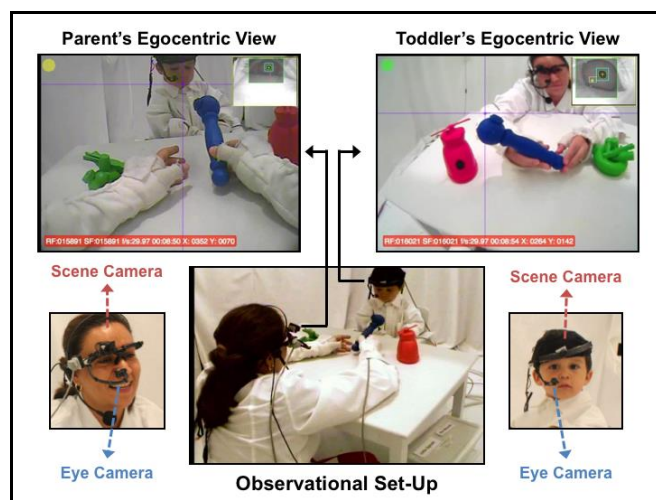 Parent's Egocentric View
Toddler's Egocentric View
RF:015891 SF:015891 f/s:29.97 00:08:50 X: 0352 Y: 0070
RF:016021 SF:016021 f/s:29.97 00:08:54 X: 0264 Y: 0142
Scene Camera
Scene Camera
Eye Camera
Eye Camera
Observational Set-Up